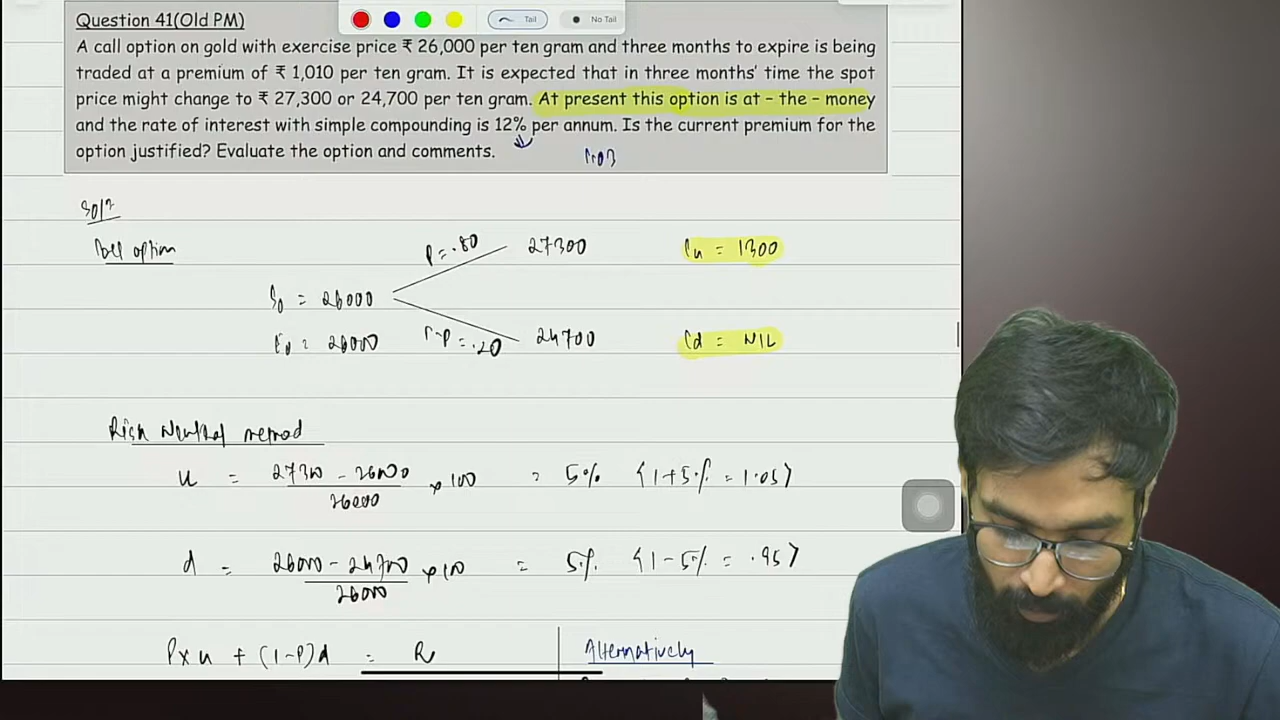 Question 41(Old PM)
Tail
No Tail
A call option on gold with exercise price ₹ 26,000 per ten gram and three months to expire is being
traded at a premium of ₹ 1,010 per ten gram. It is expected that in three months' time the spot
price might change to ₹ 27,300 or 24,700 per ten gram. At present this option is at – the – money
and the rate of interest with simple compounding is 12% per annum. Is the current premium for the
option justified? Evaluate the option and comments.
1.03
Solⁿ
Call option
P = .80
27300
Cu = 1300
S0 = 26000
E0 = 26000
1-P = .20
24700
Cd = NIL
Risk Neutral method
u = 27300 - 26000 / 26000 × 100 = 5% {1+5% = 1.05}
d = 26000 - 24700 / 26000 × 100 = 5% {1-5% = .95}
P×u + (1-P)d = R
Alternatively